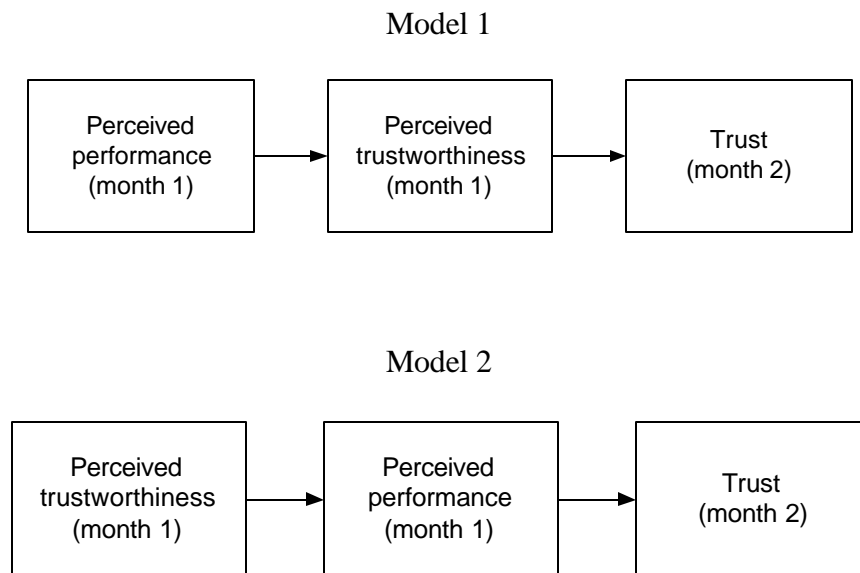 Model 1
Perceived
performance
(month 1)
Perceived
trustworthiness
(month 1)
Trust
(month 2)
Model 2
Perceived
trustworthiness
(month 1)
Perceived
performance
(month 1)
Trust
(month 2)